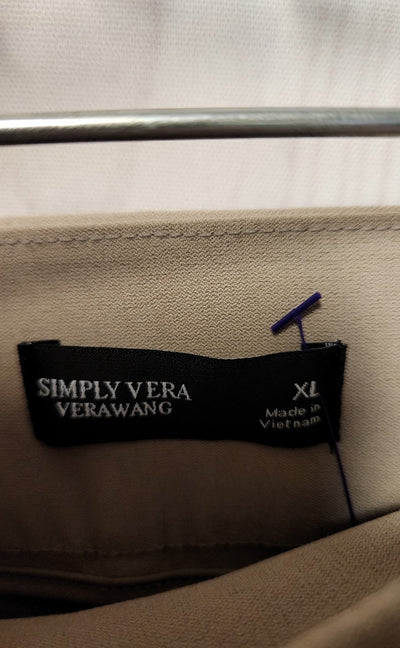 SIMPLY VERA
VERAWANG
XL
Made in
Vietnam